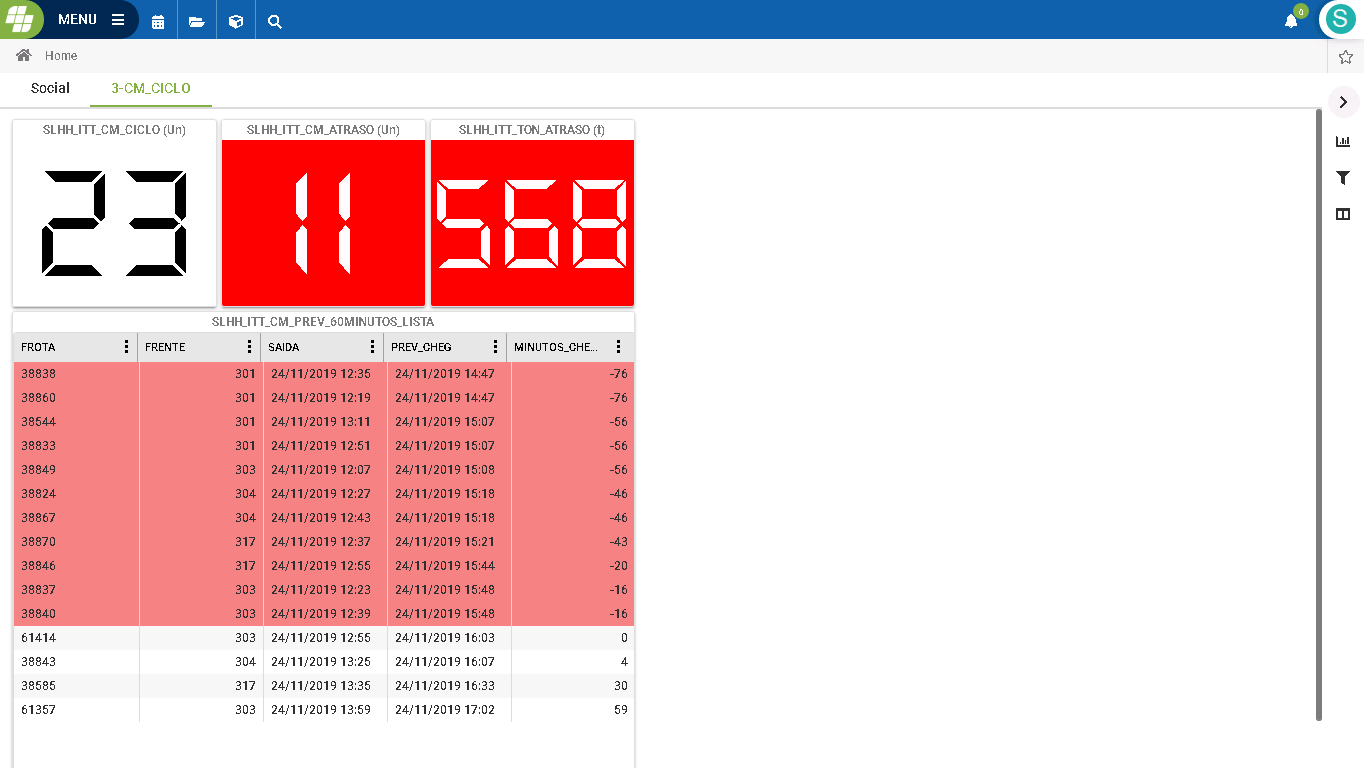 MENU
0
S
Home
Social 3-CM_CICLO
SLHH_ITT_CM_CICLO (Un) SLHH_ITT_CM_ATRASO (Un) SLHH_ITT_TON_ATRASO (t)
23 11 568
SLHH_ITT_CM_PREV_60MINUTOS_LISTA
FROTA FRENTE SAIDA PREV_CHEG MINUTOS_CHE...
38838 301 24/11/2019 12:35 24/11/2019 14:47 -76
38860 301 24/11/2019 12:19 24/11/2019 14:47 -76
38544 301 24/11/2019 13:11 24/11/2019 15:07 -56
38833 301 24/11/2019 12:51 24/11/2019 15:07 -56
38849 303 24/11/2019 12:07 24/11/2019 15:08 -56
38824 304 24/11/2019 12:27 24/11/2019 15:18 -46
38867 304 24/11/2019 12:43 24/11/2019 15:18 -46
38870 317 24/11/2019 12:37 24/11/2019 15:21 -43
38846 317 24/11/2019 12:55 24/11/2019 15:44 -20
38837 303 24/11/2019 12:23 24/11/2019 15:48 -16
38840 303 24/11/2019 12:39 24/11/2019 15:48 -16
61414 303 24/11/2019 12:55 24/11/2019 16:03 0
38843 304 24/11/2019 13:25 24/11/2019 16:07 4
38585 317 24/11/2019 13:35 24/11/2019 16:33 30
61357 303 24/11/2019 13:59 24/11/2019 17:02 59